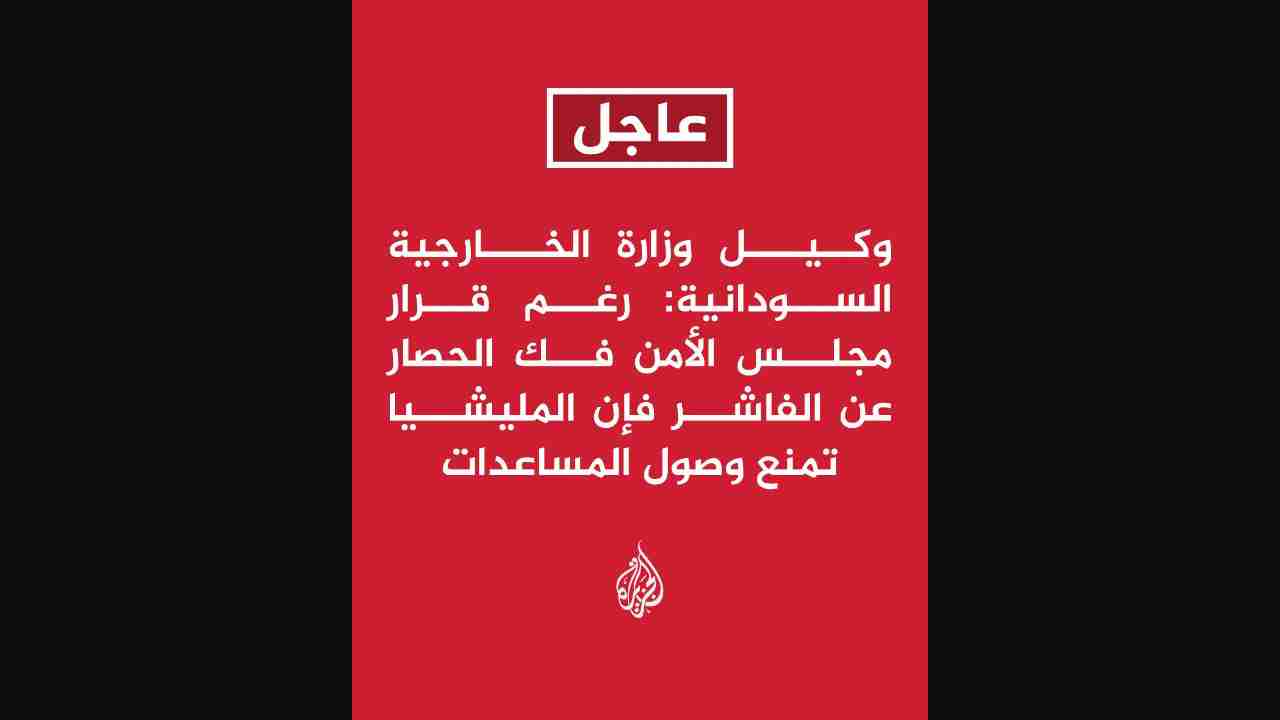 عاجل
وكيل وزارة الخارجية
السودانية: رغم قرار
مجلس الأمن فك الحصار
عن الفاشر فإن المليشيا
تمنع وصول المساعدات
الجزيرة